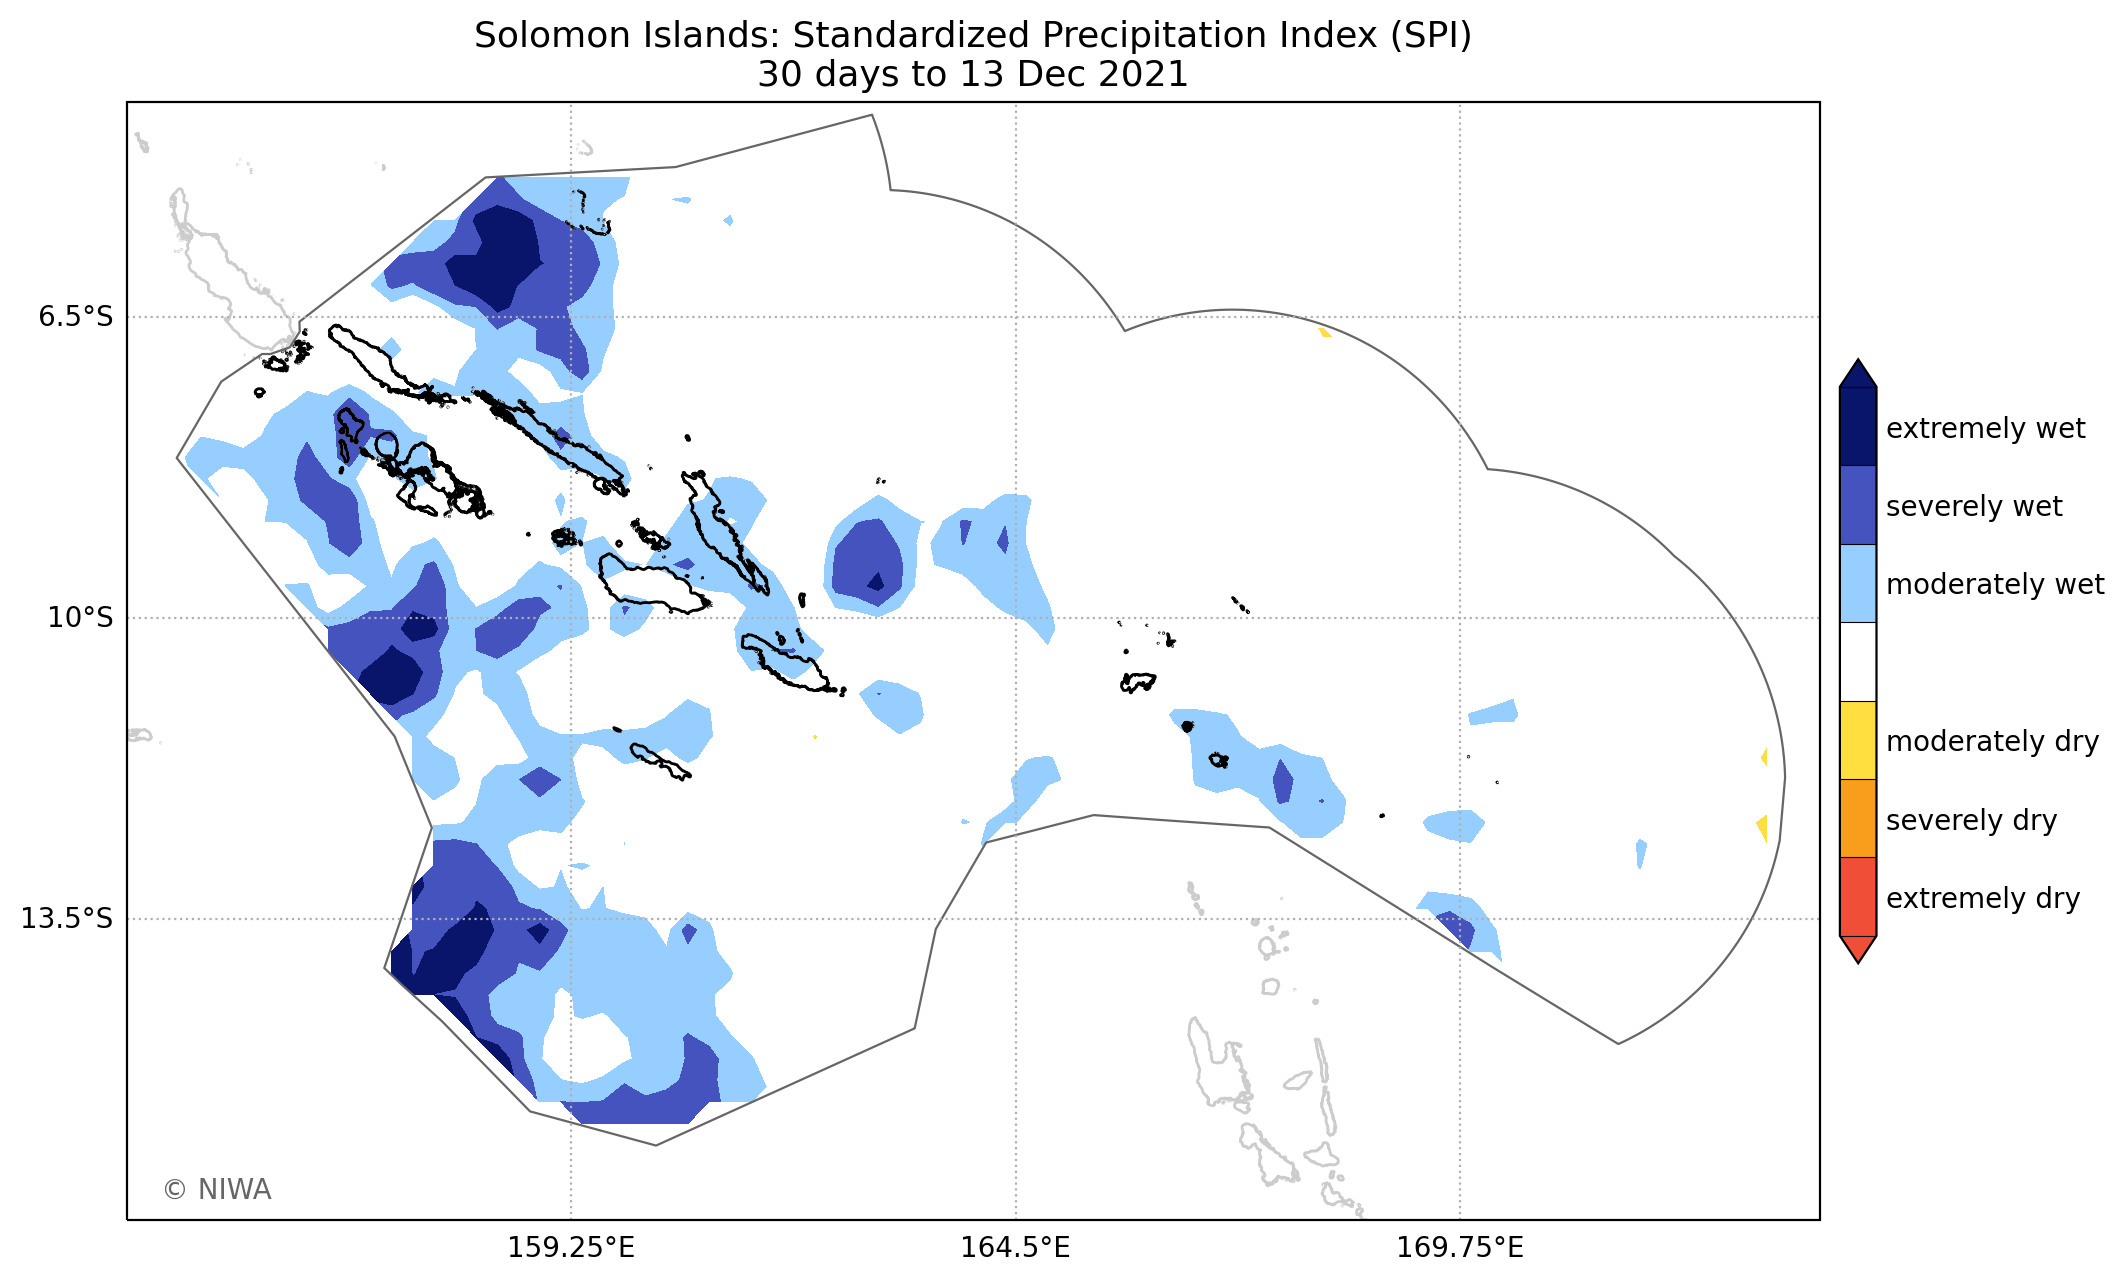 Solomon Islands: Standardized Precipitation Index (SPI)
30 days to 13 Dec 2021
6.5°S
10°S
13.5°S
159.25°E
164.5°E
169.75°E
extremely wet
severely wet
moderately wet
moderately dry
severely dry
extremely dry
© NIWA